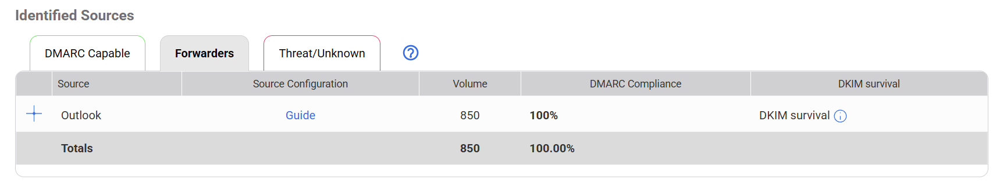 Identified Sources
DMARC Capable Forwarders Threat/Unknown
Source Source Configuration Volume DMARC Compliance DKIM survival
Outlook Guide 850 100% DKIM survival
Totals 850 100.00%